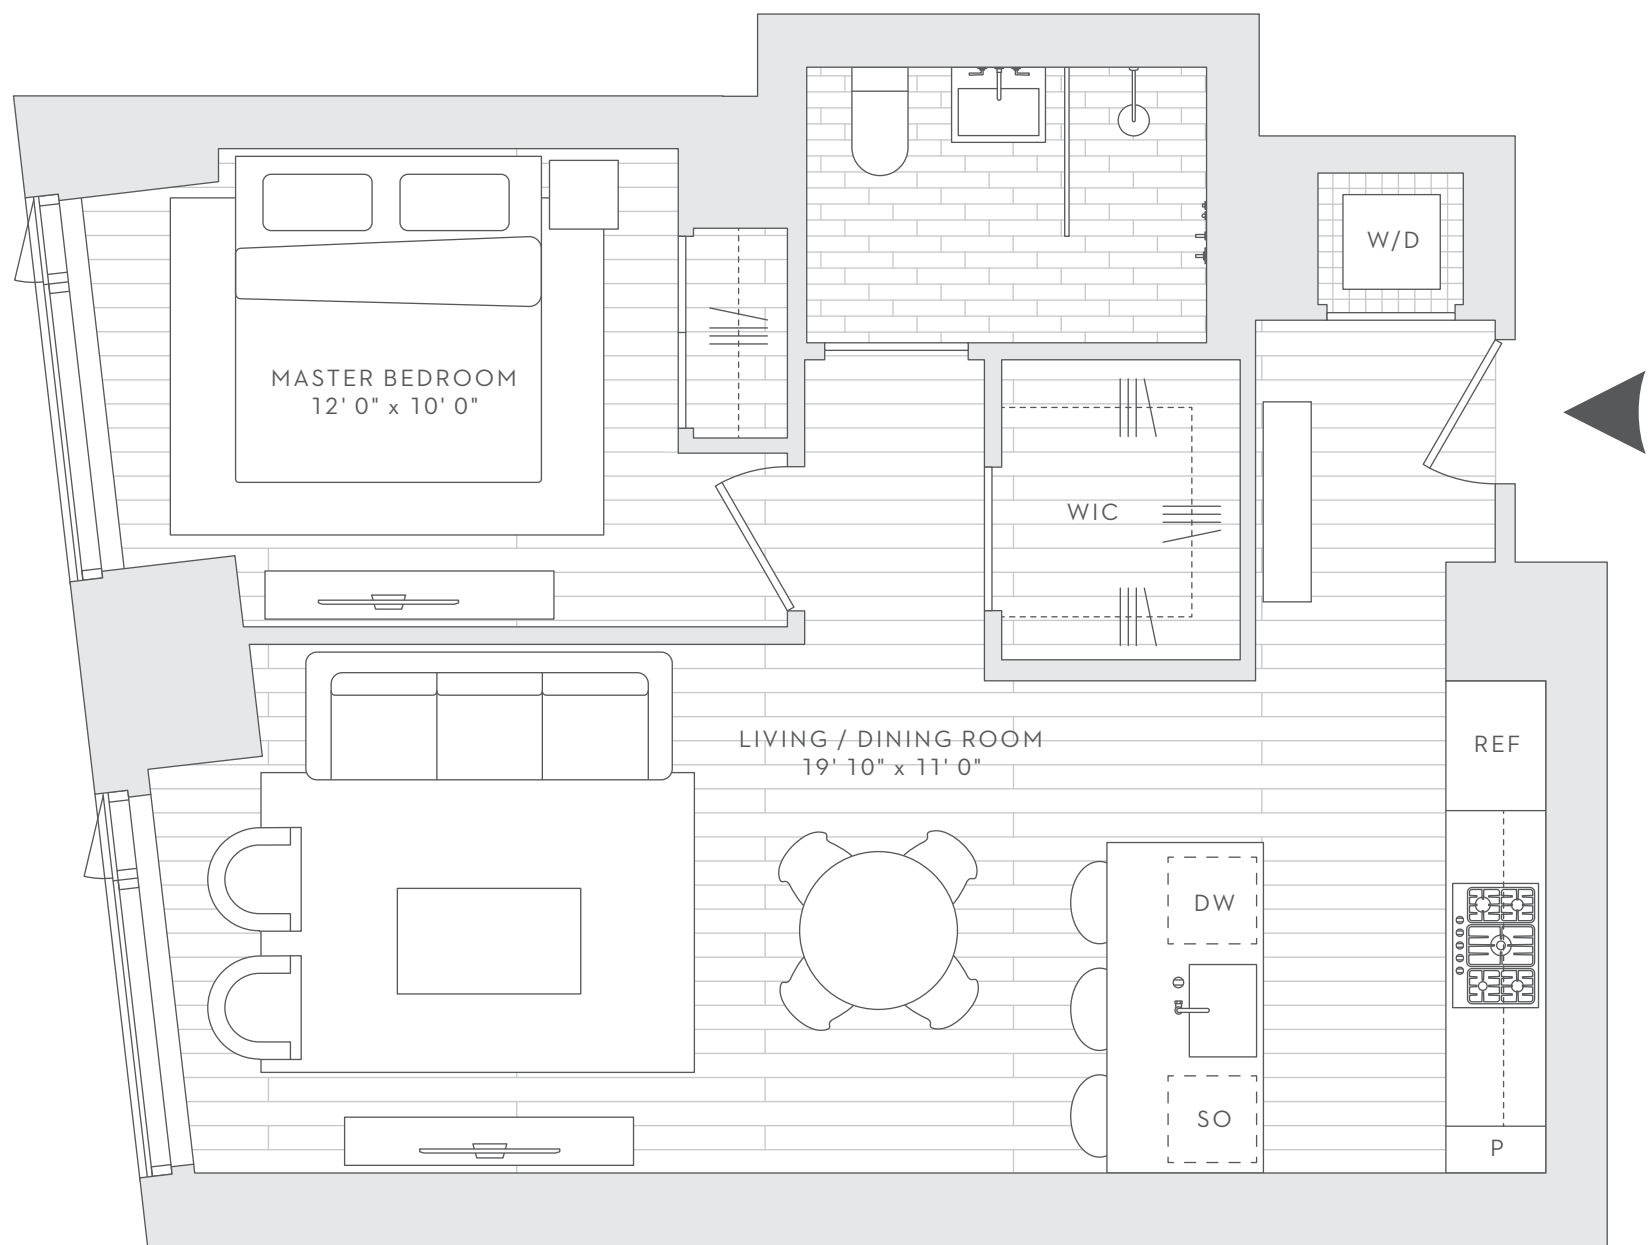 W/D
MASTER BEDROOM
12' 0" x 10' 0"
WIC
LIVING / DINING ROOM
19' 10" x 11' 0"
REF
DW
SO
P